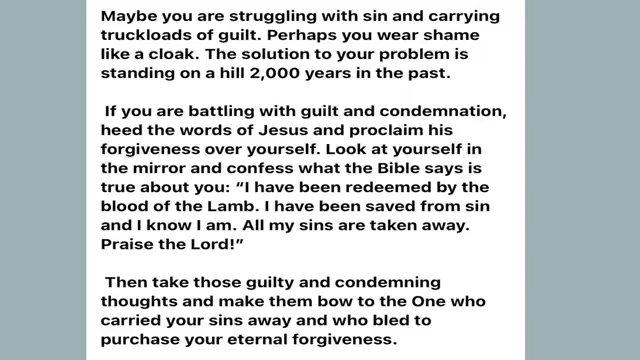 Maybe you are struggling with sin and carrying
truckloads of guilt. Perhaps you wear shame
like a cloak. The solution to your problem is
standing on a hill 2,000 years in the past.
If you are battling with guilt and condemnation,
heed the words of Jesus and proclaim his
forgiveness over yourself. Look at yourself in
the mirror and confess what the Bible says is
true about you: “I have been redeemed by the
blood of the Lamb. I have been saved from sin
and I know I am. All my sins are taken away.
Praise the Lord!”
Then take those guilty and condemning
thoughts and make them bow to the One who
carried your sins away and who bled to
purchase your eternal forgiveness.